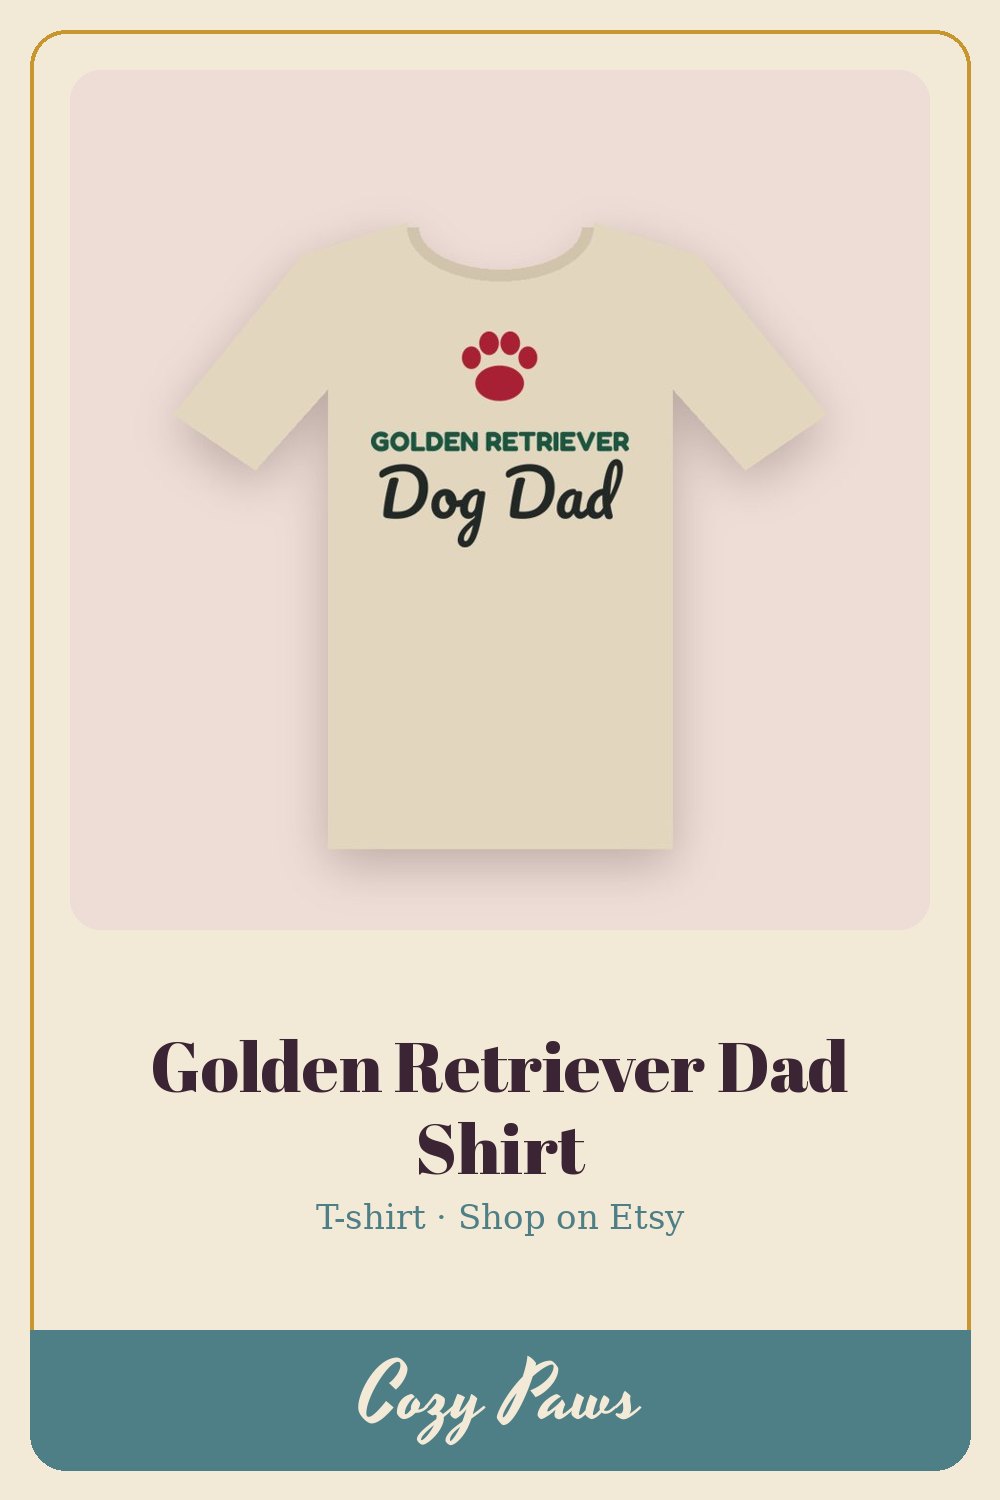 GOLDEN RETRIEVER
Dog Dad
Golden Retriever Dad
Shirt
T-shirt · Shop on Etsy
Cozy Paws